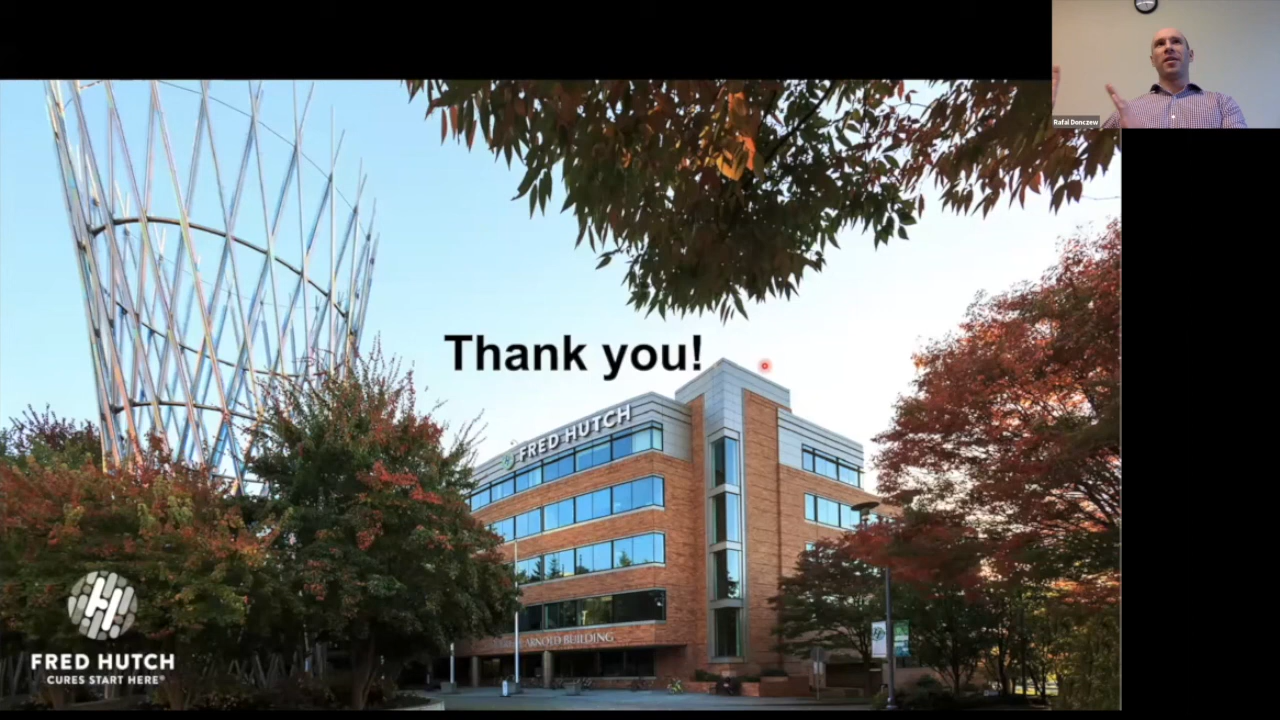 Rafal Donczew
Thank you!
FRED HUTCH
ARNOLD BUILDING
FRED HUTCH
CURES START HERE®